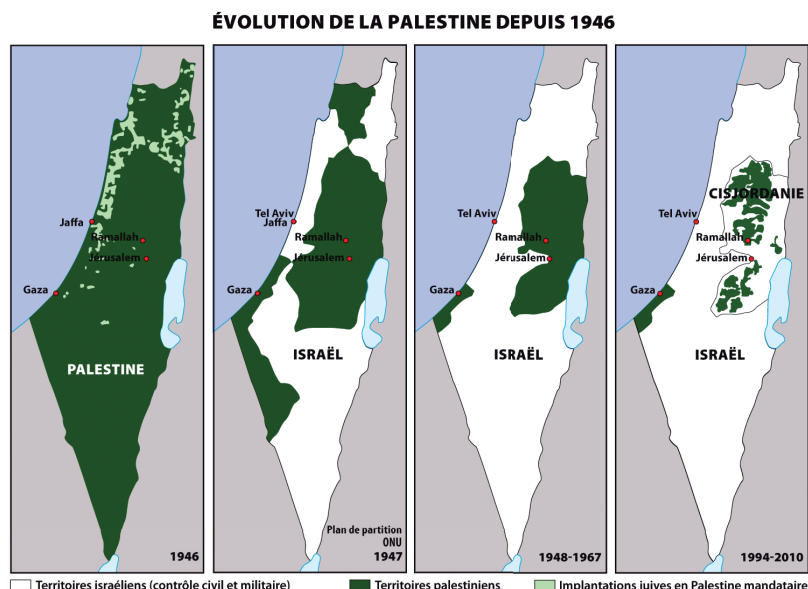 ÉVOLUTION DE LA PALESTINE DEPUIS 1946
Jaffa
Ramallah
Jérusalem
Gaza
PALESTINE
1946
Tel Aviv
Jaffa
Ramallah
Jérusalem
Gaza
ISRAËL
Plan de partition
ONU
1947
Tel Aviv
Ramallah
Jérusalem
Gaza
ISRAËL
1948-1967
CISJORDANIE
Tel Aviv
Ramallah
Jérusalem
Gaza
ISRAËL
1994-2010
Territoires israéliens (contrôle civil et militaire)
Territoires palestiniens
Implantations juives en Palestine mandataire